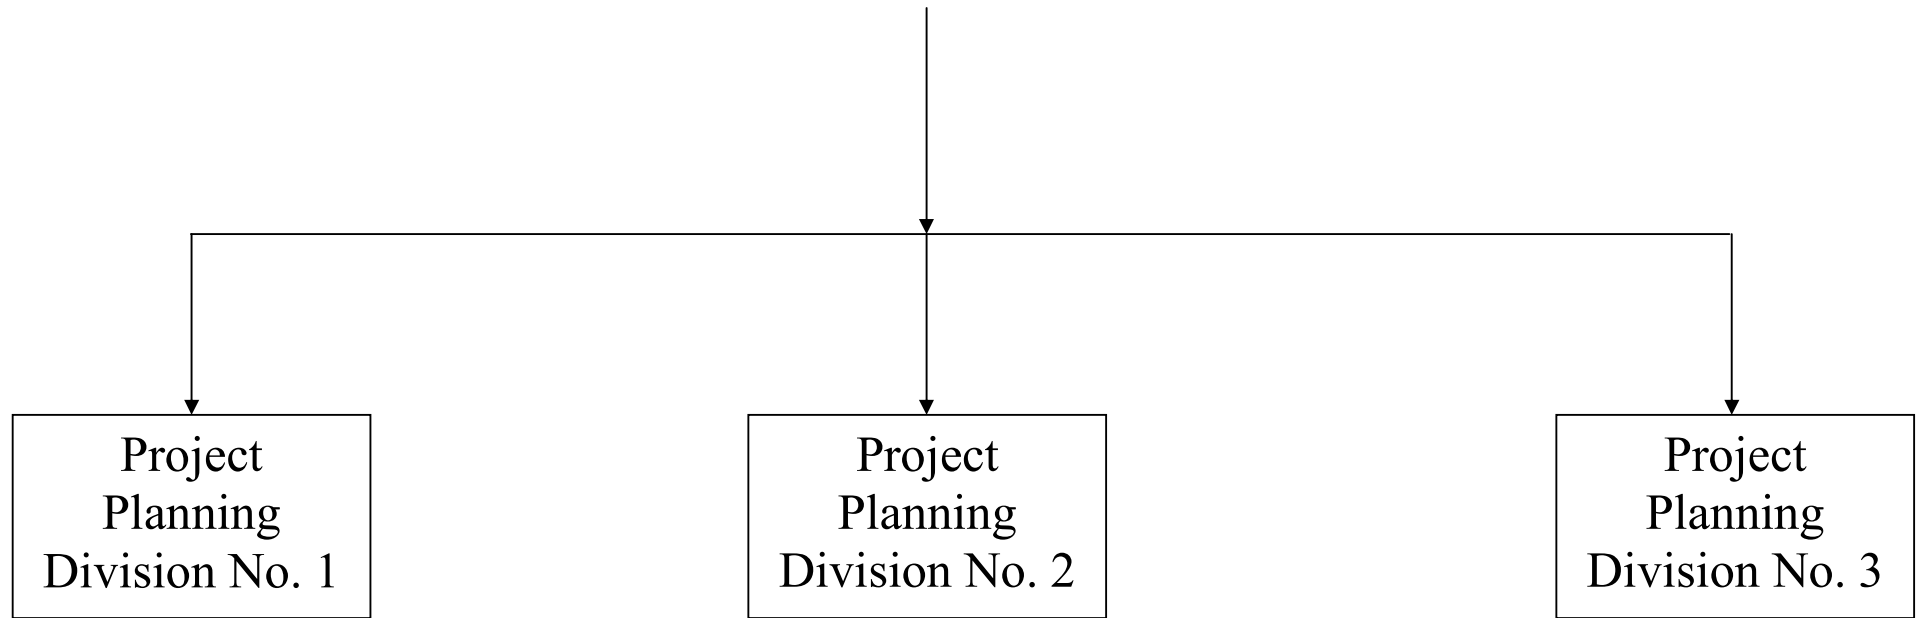 Project
Planning
Division No. 1
Project
Planning
Division No. 2
Project
Planning
Division No. 3